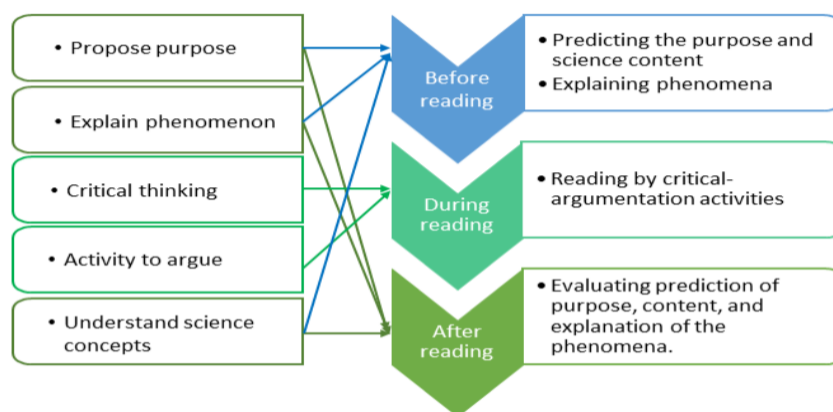 • Propose purpose
• Explain phenomenon
• Critical thinking
• Activity to argue
• Understand science
concepts
Before
reading
• Predicting the purpose and
science content
• Explaining phenomena
During
reading
• Reading by critical-
argumentation activities
After
reading
• Evaluating prediction of
purpose, content, and
explanation of the
phenomena.